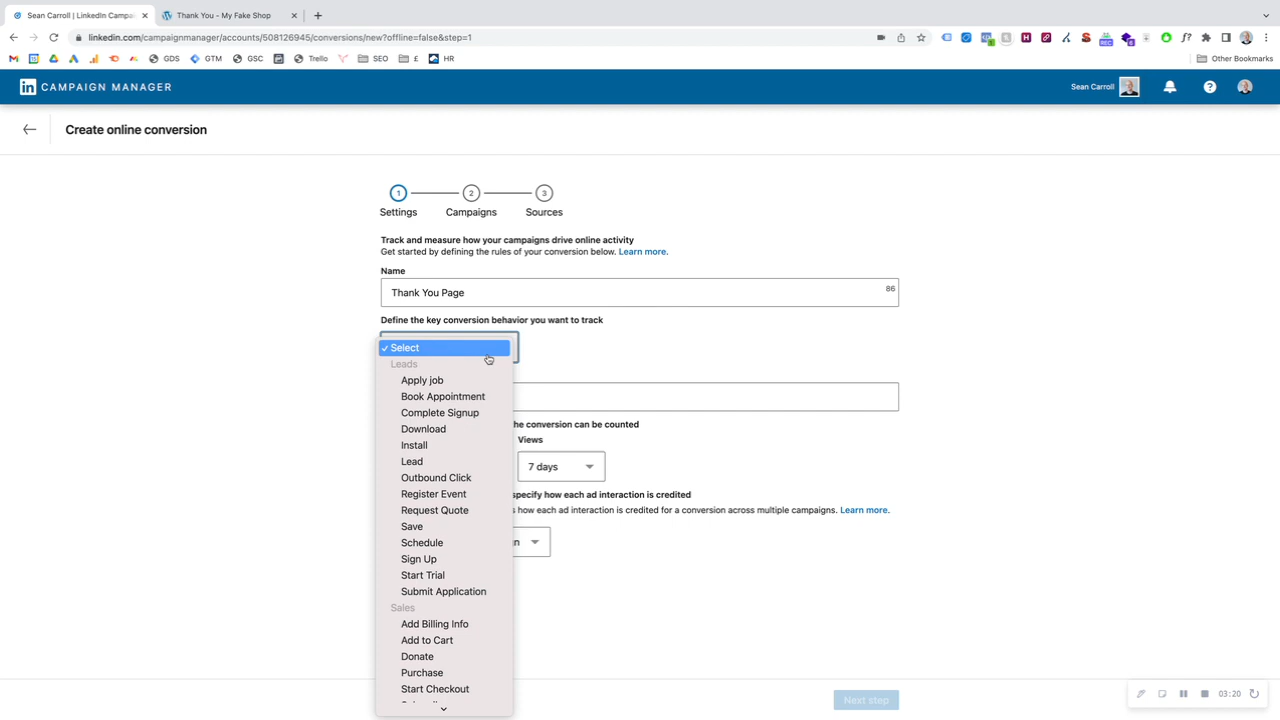 Sean Carroll | LinkedIn Campai
Thank You - My Fake Shop
linkedin.com/campaignmanager/accounts/508126945/conversions/new?offline=false&step=1
GDS
GTM
GSC
Trello
SEO
£
HR
Other Bookmarks
in CAMPAIGN MANAGER
Sean Carroll
Create online conversion
1
2
3
Settings
Campaigns
Sources
Track and measure how your campaigns drive online activity
Get started by defining the rules of your conversion below. Learn more.
Name
Thank You Page
86
Define the key conversion behavior you want to track
✓ Select
Leads
Apply job
Book Appointment
Complete Signup
Download
Install
Lead
Outbound Click
Register Event
Request Quote
Save
Schedule
Sign Up
Start Trial
Submit Application
Sales
Add Billing Info
Add to Cart
Donate
Purchase
Start Checkout
he conversion can be counted
Views
7 days
specify how each ad interaction is credited
s how each ad interaction is credited for a conversion across multiple campaigns. Learn more.
n
Next step
03:20